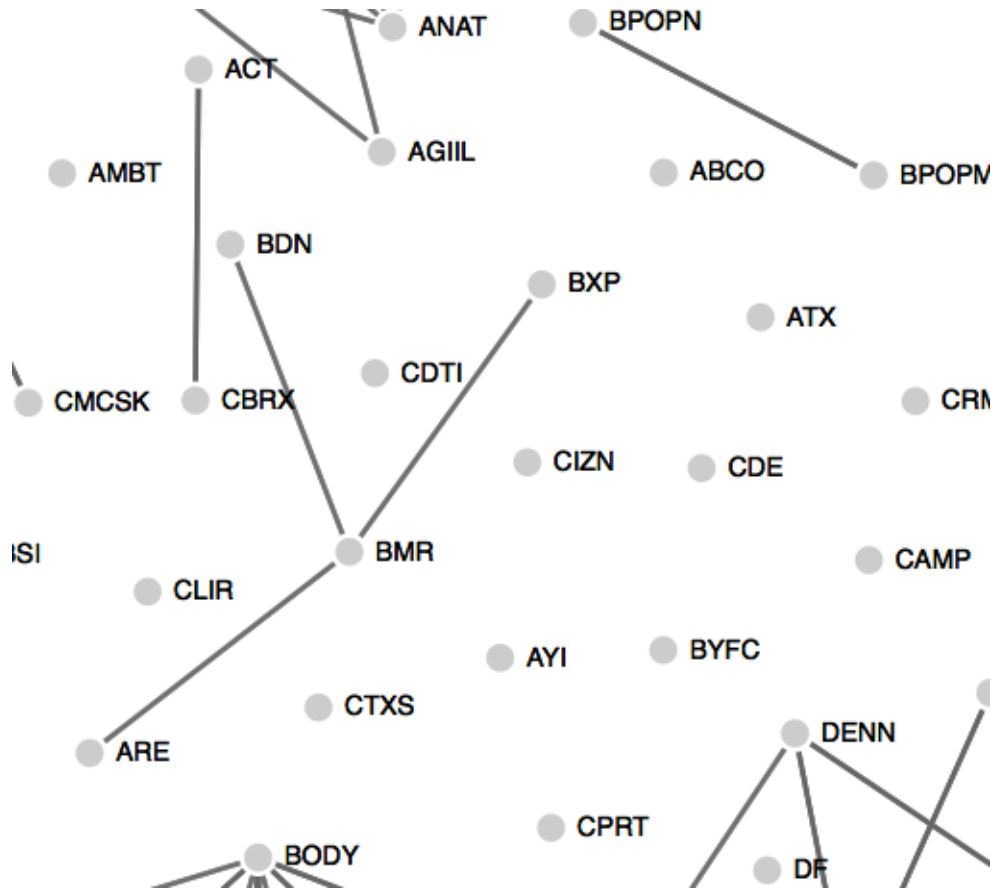 ANAT
BPOPN
ACT
AGIIL
AMBT
ABCO
BPOPM
BDN
BXP
ATX
CDTI
CMCSK
CBRX
CIZN
CDE
BMR
CAMP
CLIR
AYI
BYFC
CTXS
DENN
ARE
CPRT
BODY
DF